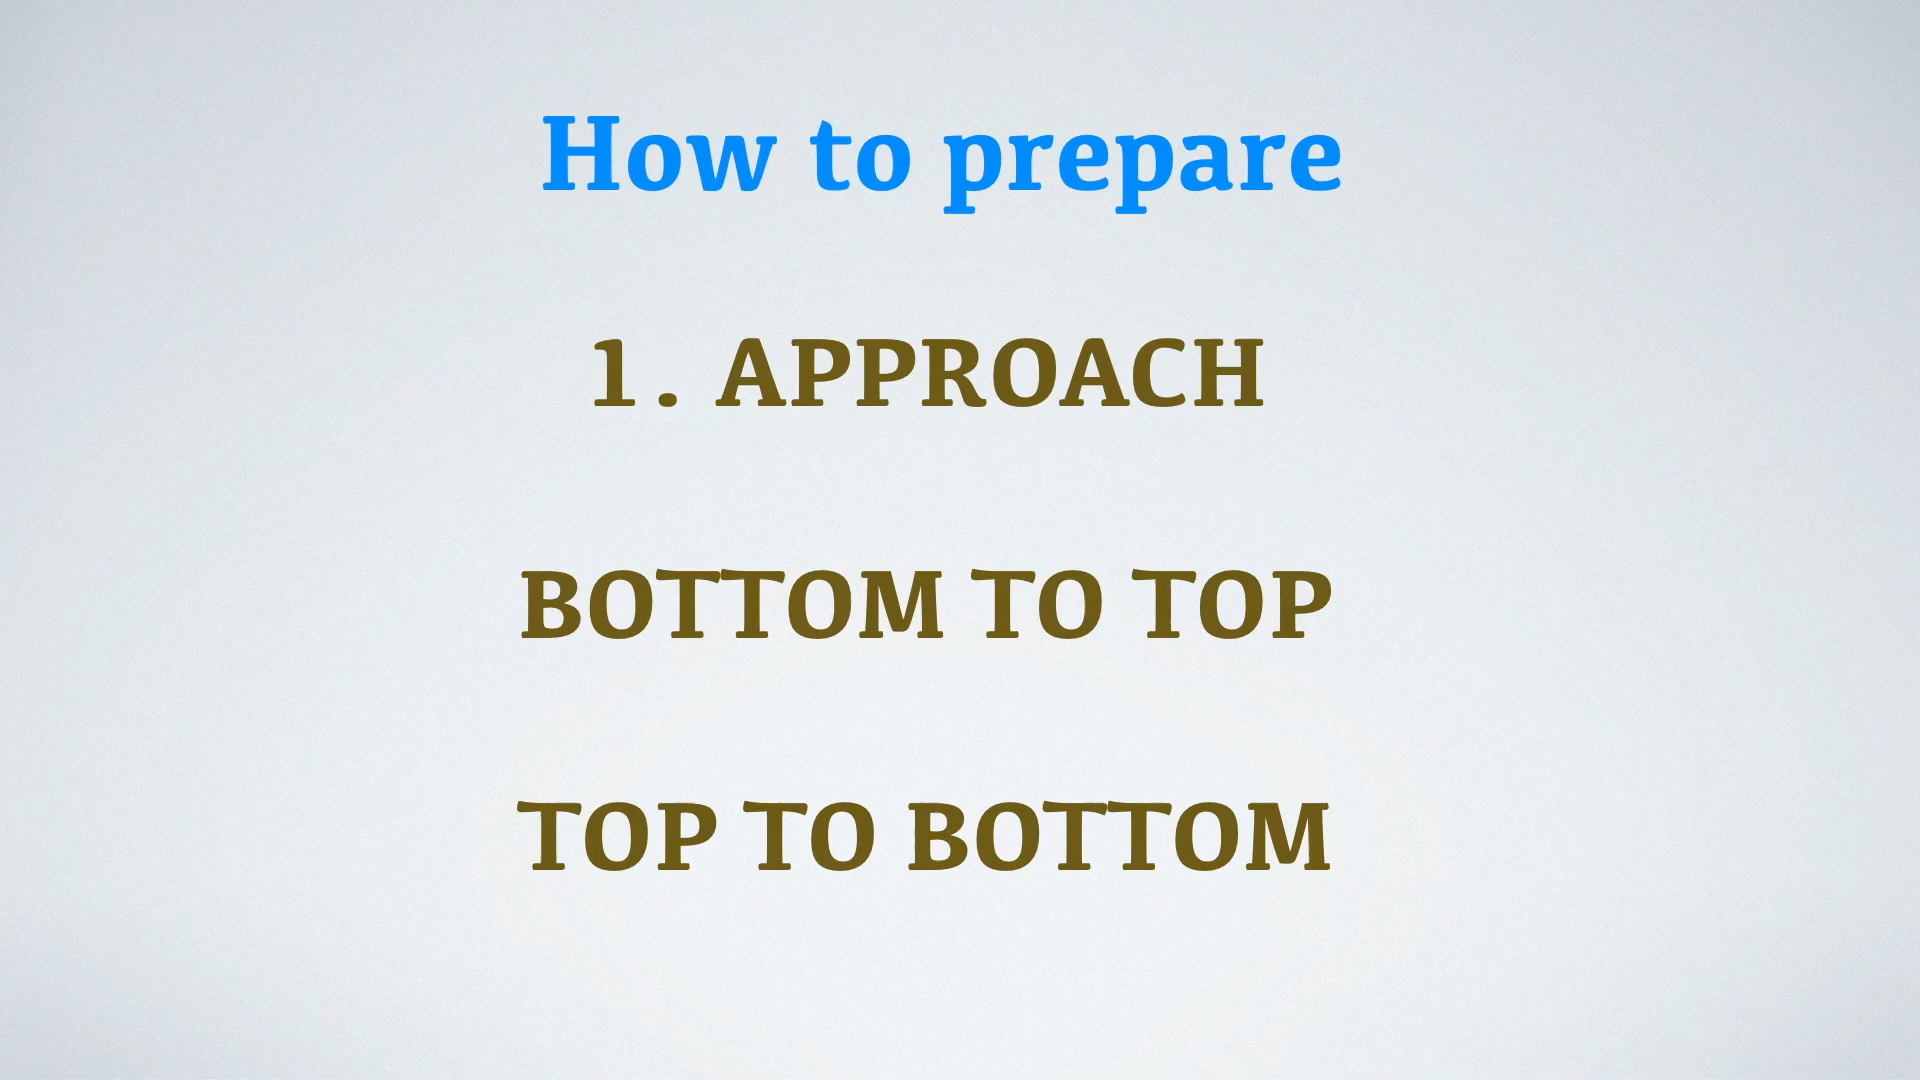 How to prepare
1. APPROACH
BOTTOM TO TOP
TOP TO BOTTOM